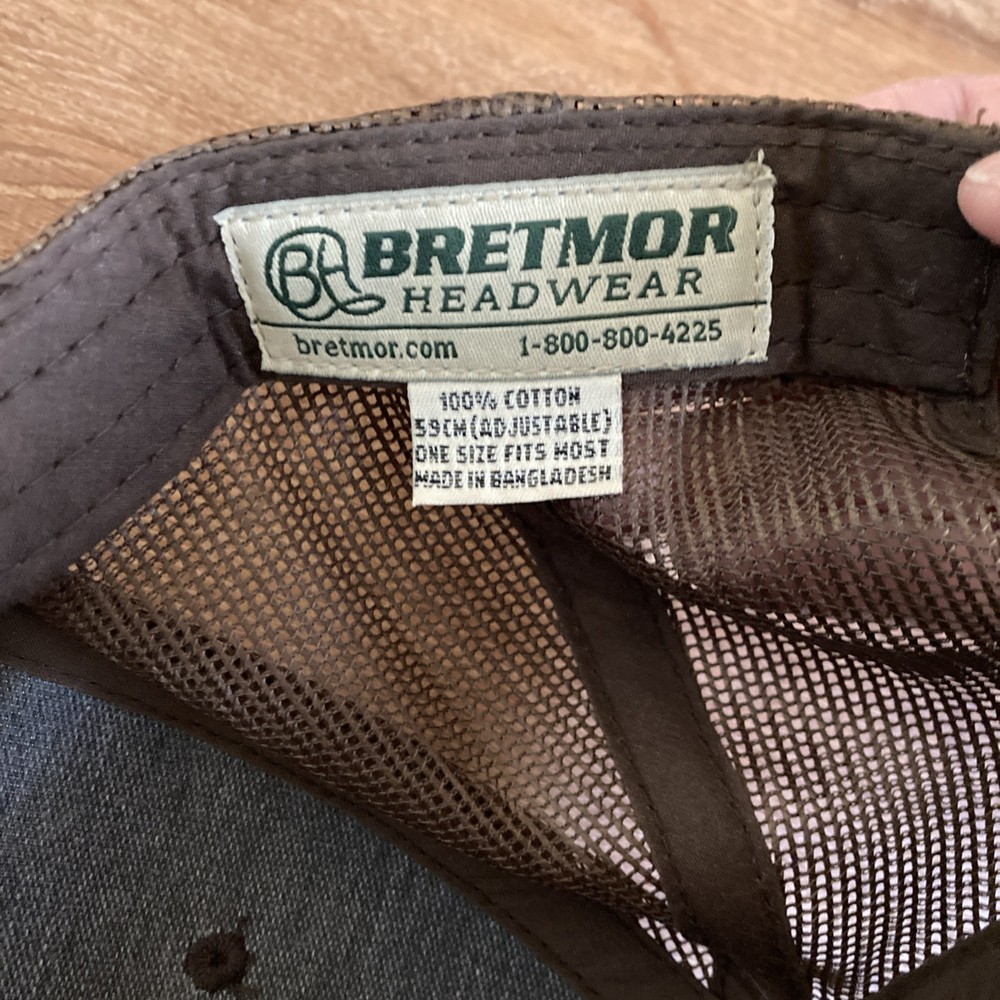 BH BRETMOR
HEADWEAR
bretmor.com 1-800-800-4225
100% COTTON
59CM(ADJUSTABLE)
ONE SIZE FITS MOST
MADE IN BANGLADESH